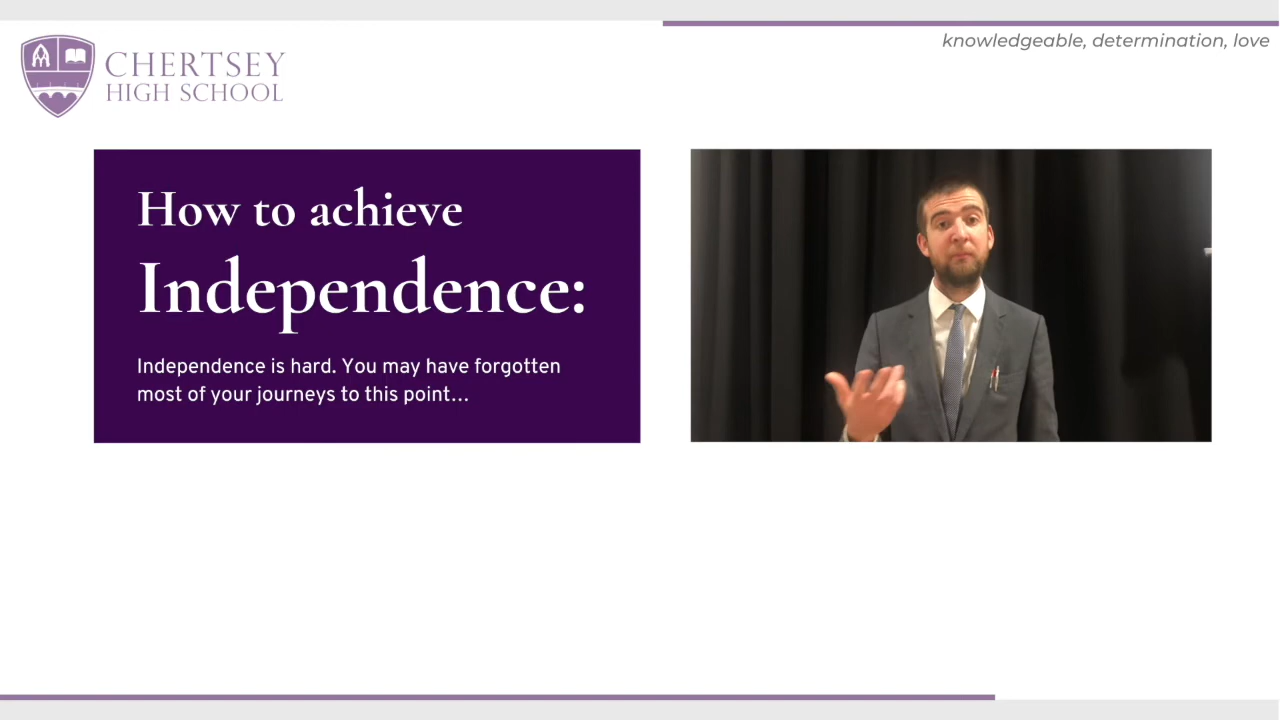 knowledgeable, determination, love
CHERTSEY
HIGH SCHOOL
How to achieve
Independence:
Independence is hard. You may have forgotten
most of your journeys to this point...